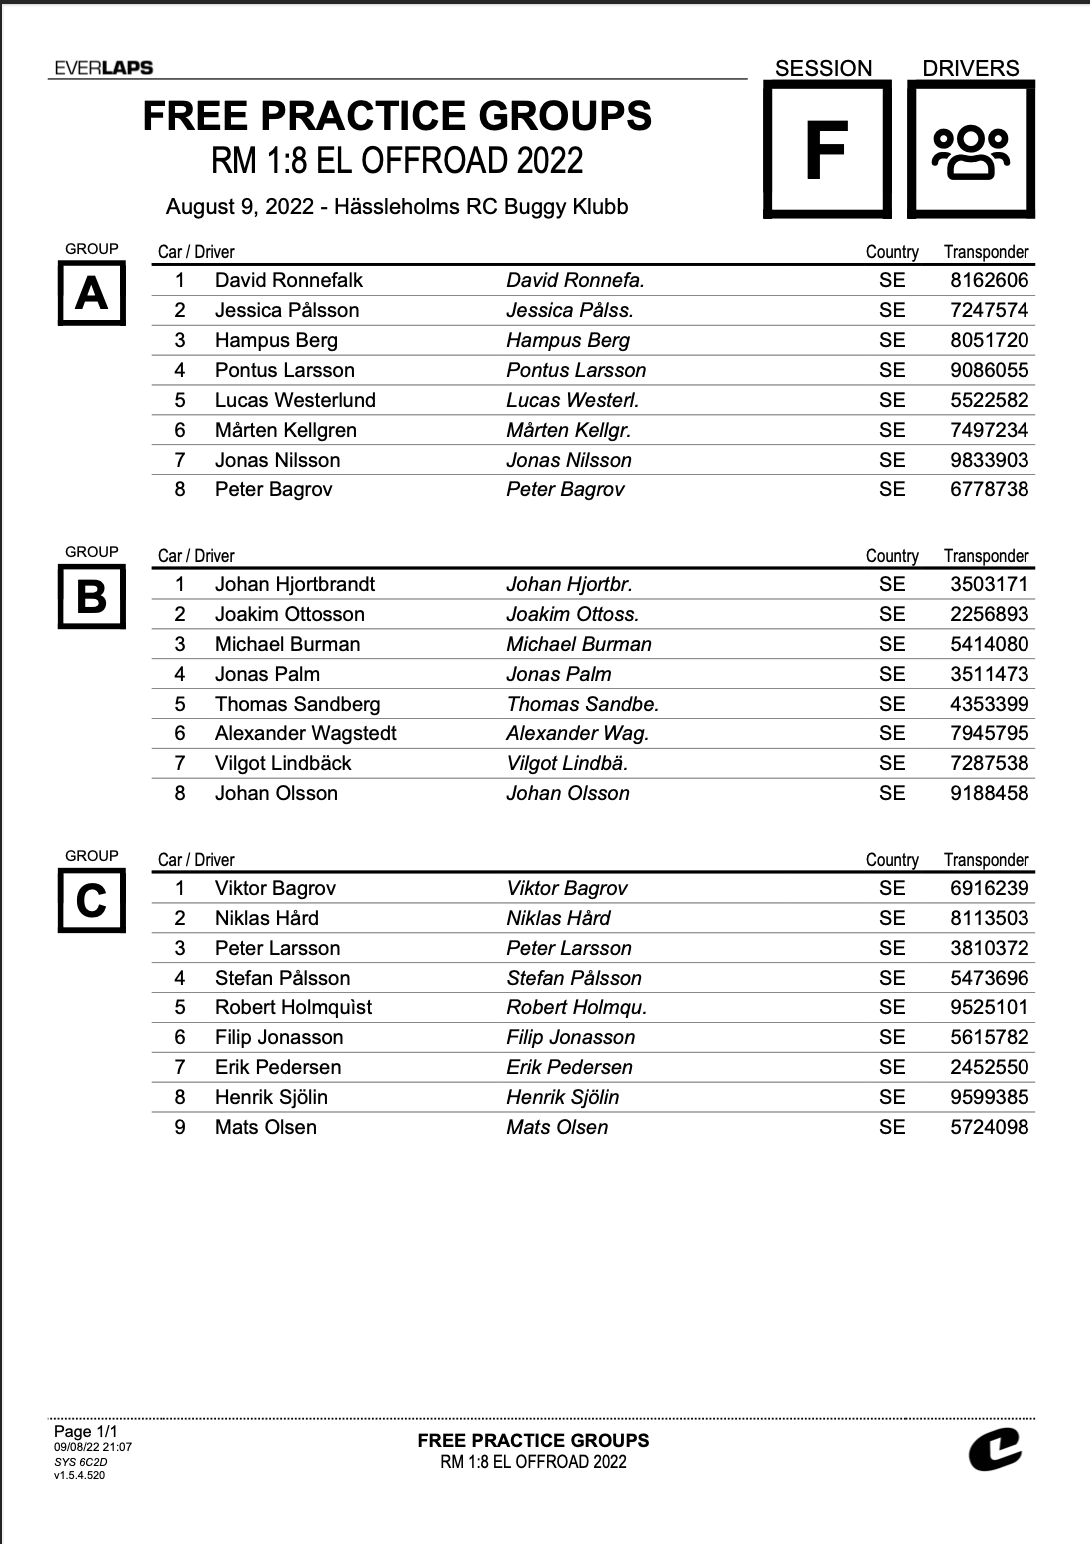 EVERLAPS
SESSION DRIVERS
FREE PRACTICE GROUPS
RM 1:8 EL OFFROAD 2022
F
August 9, 2022 - Hässleholms RC Buggy Klubb
GROUP Car / Driver Country Transponder
A
1 David Ronnefalk David Ronnefa. SE 8162606
2 Jessica Pålsson Jessica Pålss. SE 7247574
3 Hampus Berg Hampus Berg SE 8051720
4 Pontus Larsson Pontus Larsson SE 9086055
5 Lucas Westerlund Lucas Westerl. SE 5522582
6 Mårten Kellgren Mårten Kellgr. SE 7497234
7 Jonas Nilsson Jonas Nilsson SE 9833903
8 Peter Bagrov Peter Bagrov SE 6778738
GROUP Car / Driver Country Transponder
B
1 Johan Hjortbrandt Johan Hjortbr. SE 3503171
2 Joakim Ottosson Joakim Ottoss. SE 2256893
3 Michael Burman Michael Burman SE 5414080
4 Jonas Palm Jonas Palm SE 3511473
5 Thomas Sandberg Thomas Sandbe. SE 4353399
6 Alexander Wagstedt Alexander Wag. SE 7945795
7 Vilgot Lindbäck Vilgot Lindbä. SE 7287538
8 Johan Olsson Johan Olsson SE 9188458
GROUP Car / Driver Country Transponder
C
1 Viktor Bagrov Viktor Bagrov SE 6916239
2 Niklas Hård Niklas Hård SE 8113503
3 Peter Larsson Peter Larsson SE 3810372
4 Stefan Pålsson Stefan Pålsson SE 5473696
5 Robert Holmquìst Robert Holmqu. SE 9525101
6 Filip Jonasson Filip Jonasson SE 5615782
7 Erik Pedersen Erik Pedersen SE 2452550
8 Henrik Sjölin Henrik Sjölin SE 9599385
9 Mats Olsen Mats Olsen SE 5724098
Page 1/1
09/08/22 21:07
SYS 6C2D
v1.5.4.520
FREE PRACTICE GROUPS
RM 1:8 EL OFFROAD 2022